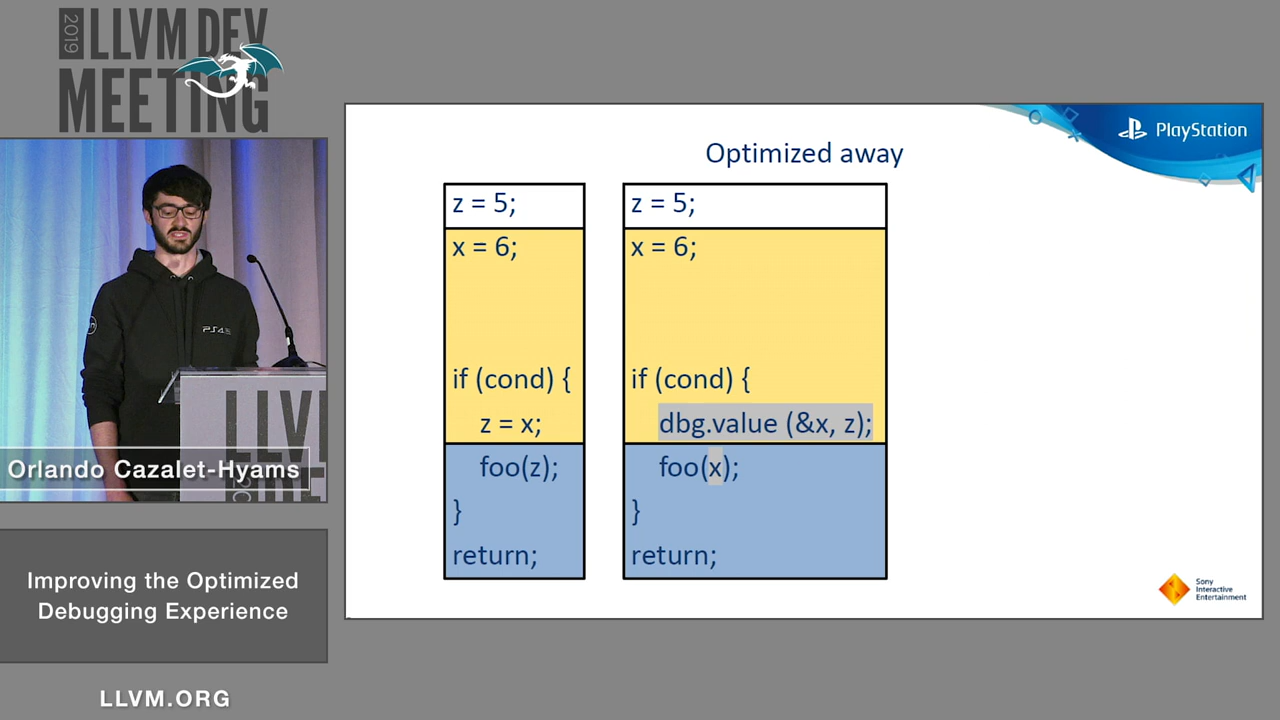 2019 LLVM DEV
MEETING
PlayStation
Optimized away
z = 5;
x = 6;
if (cond) {
z = x;
foo(z);
}
return;
z = 5;
x = 6;
if (cond) {
dbg.value (&x, z);
foo(x);
}
return;
PS4
Orlando Cazalet-Hyams
Improving the Optimized
Debugging Experience
LLVM.ORG
Sony
Interactive
Entertainment